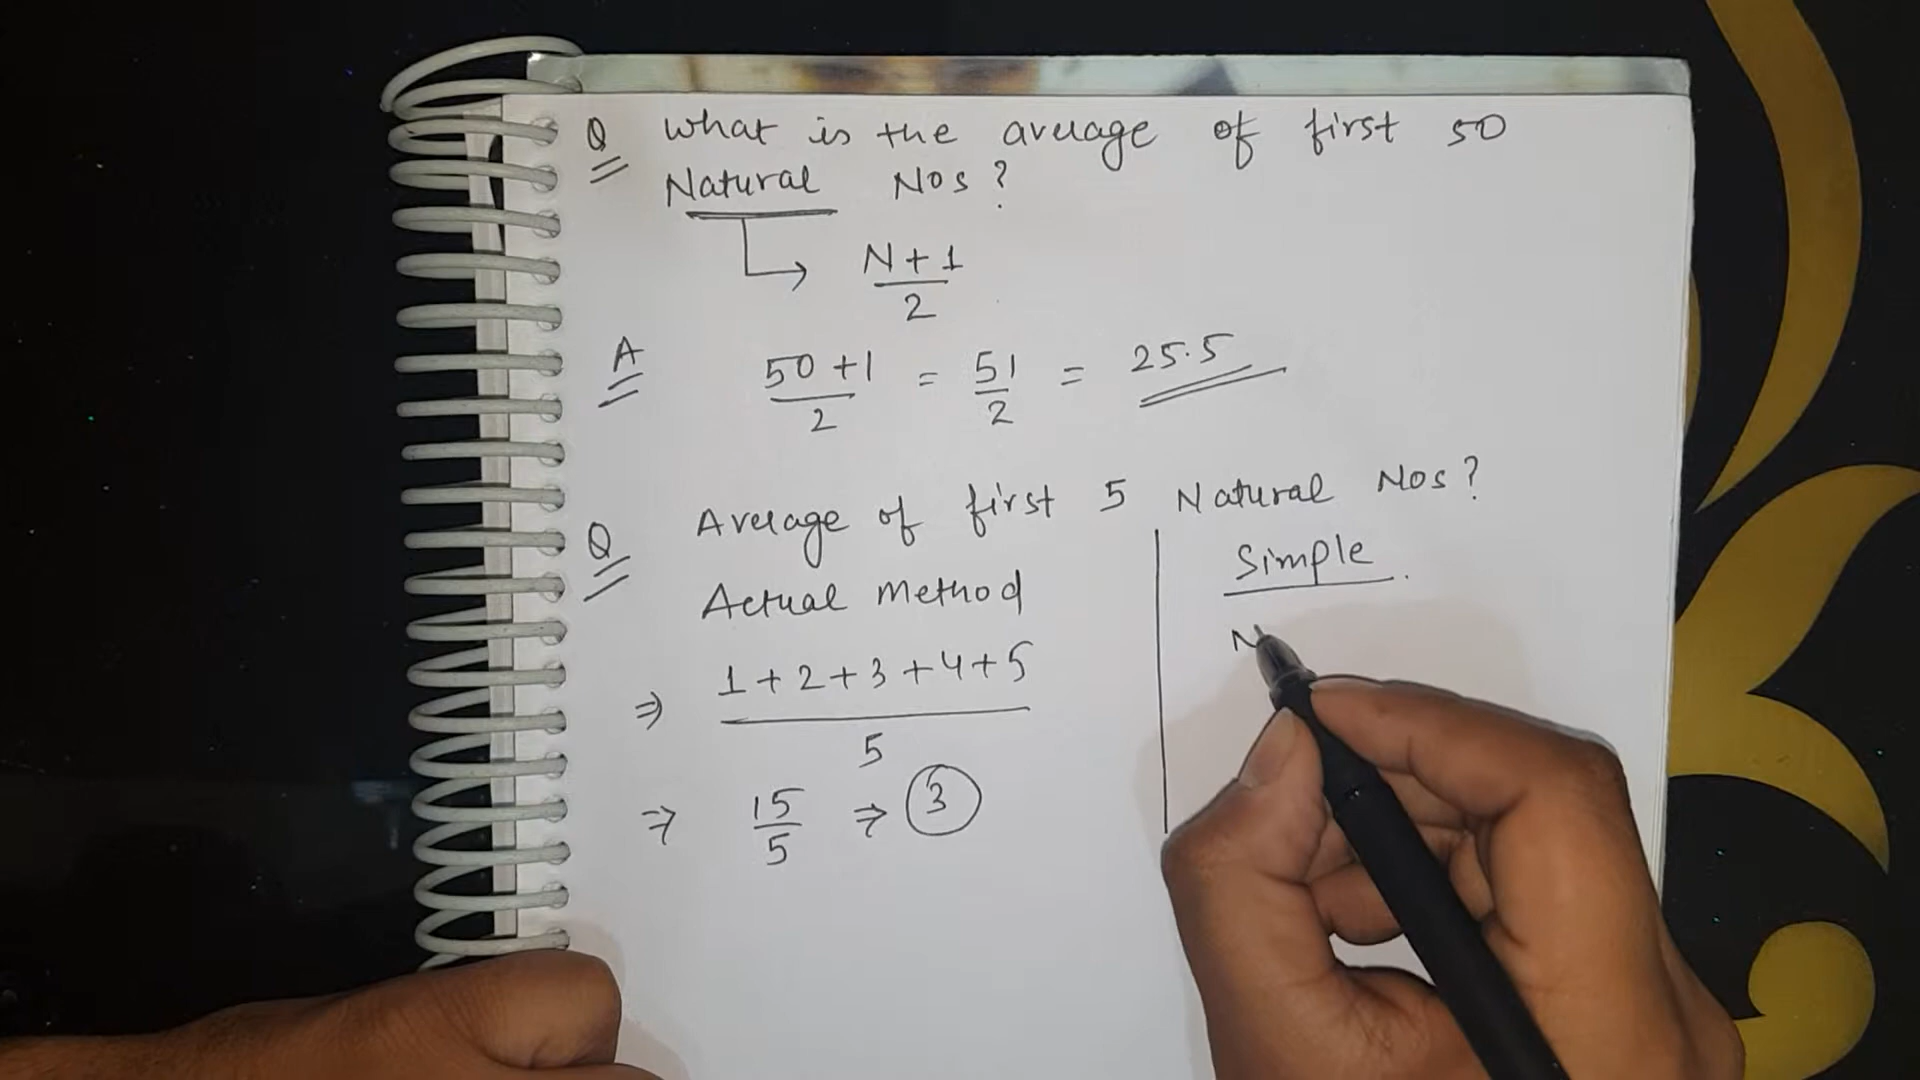 Q What is the average of first 50
Natural Nos?
N+1
2
A 50+1 = 51 = 25.5
2 2
Q Average of first 5 Natural Nos?
Actual Method
Simple
⇒ 1+2+3+4+5
5
⇒ 15 ⇒ 3
5
N